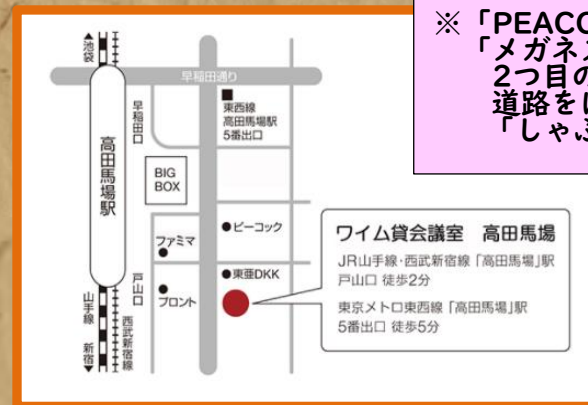 ※「PEACO
「メガネ
2つ目の
道路を
「しゃ
▲池袋
早稲田通り
早稲田口
東西線
高田馬場駅
5番出口
高田馬場駅
BIG
BOX
ファミマ
ピーコック
戸山口
プロント
東亜DKK
山手線
新宿▼
西武新宿線
ワイム貸会議室 高田馬場
JR山手線・西武新宿線「高田馬場」駅
戸山口 徒歩2分
東京メトロ東西線「高田馬場」駅
5番出口 徒歩5分